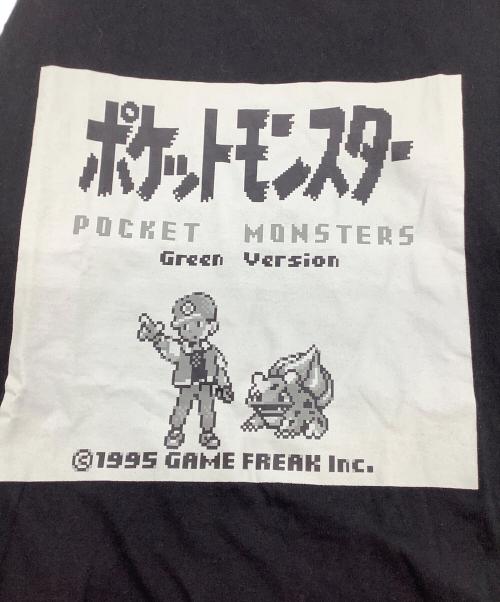 ポケットモンスター
POCKET MONSTERS
Green Version
©1995 GAME FREAK Inc.